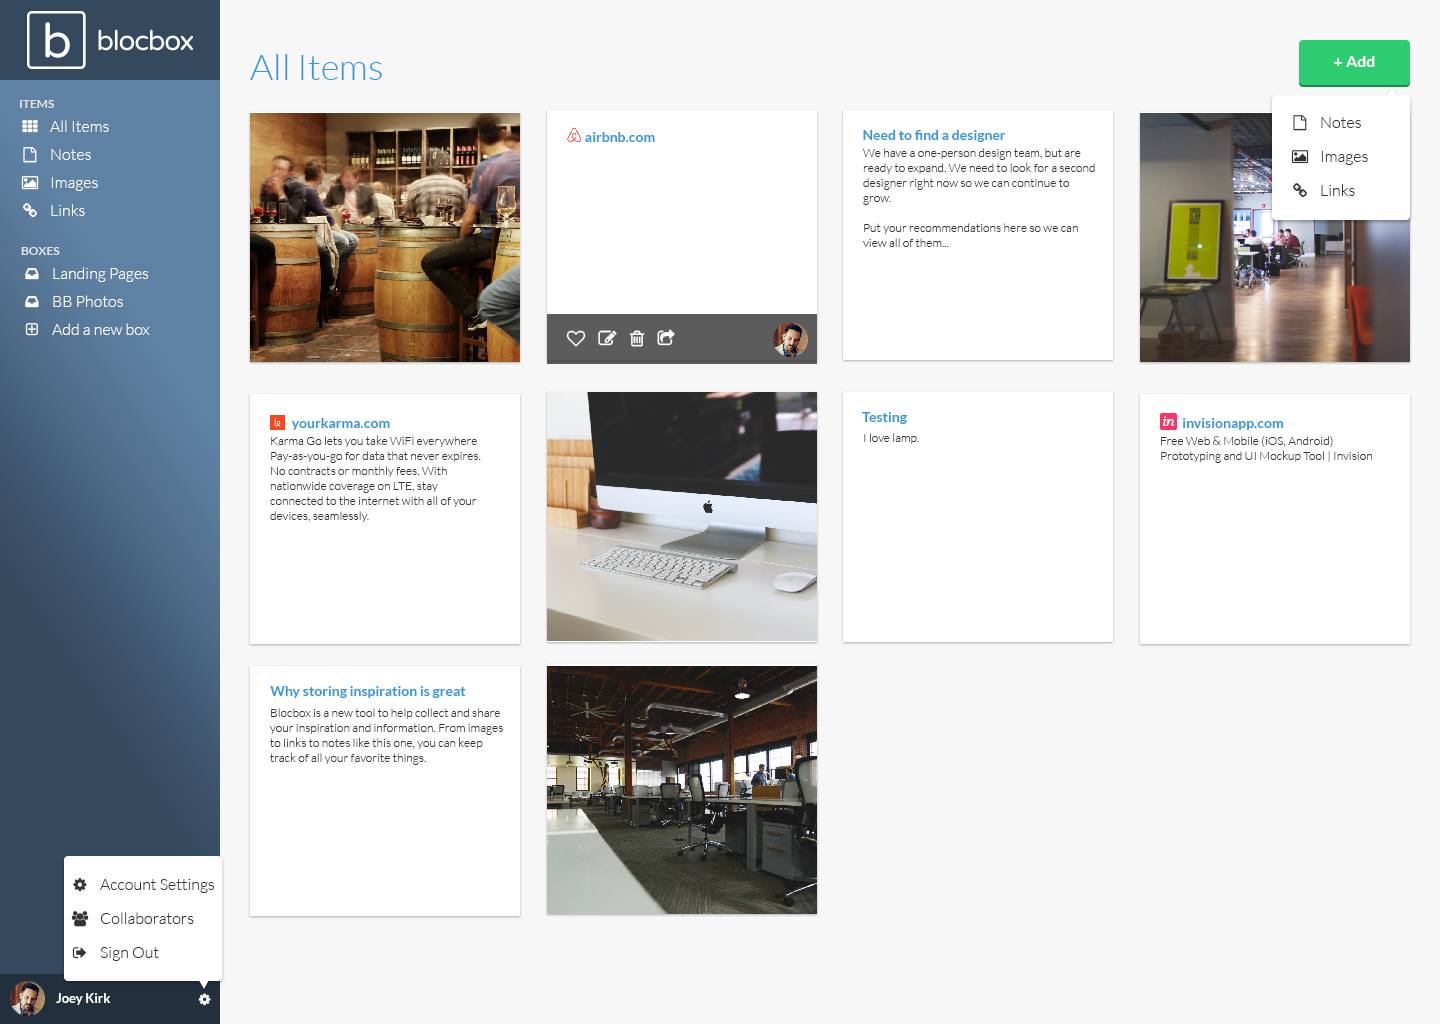 b blocbox
ITEMS
All Items
Notes
Images
Links
BOXES
Landing Pages
BB Photos
Add a new box
Account Settings
Collaborators
Sign Out
Joey Kirk
All Items
+ Add
Notes
Images
Links
airbnb.com
Need to find a designer
We have a one-person design team, but are
ready to expand. We need to look for a second
designer right now so we can continue to
grow.
Put your recommendations here so we can
view all of them...
yourkarma.com
Karma Go lets you take WiFi everywhere
Pay-as-you-go for data that never expires.
No contracts or monthly fees. With
nationwide coverage on LTE, stay
connected to the internet with all of your
devices, seamlessly.
Testing
I love lamp.
in invisionapp.com
Free Web & Mobile (iOS, Android)
Prototyping and UI Mockup Tool | Invision
Why storing inspiration is great
Blocbox is a new tool to help collect and share
your inspiration and information. From images
to links to notes like this one, you can keep
track of all your favorite things.